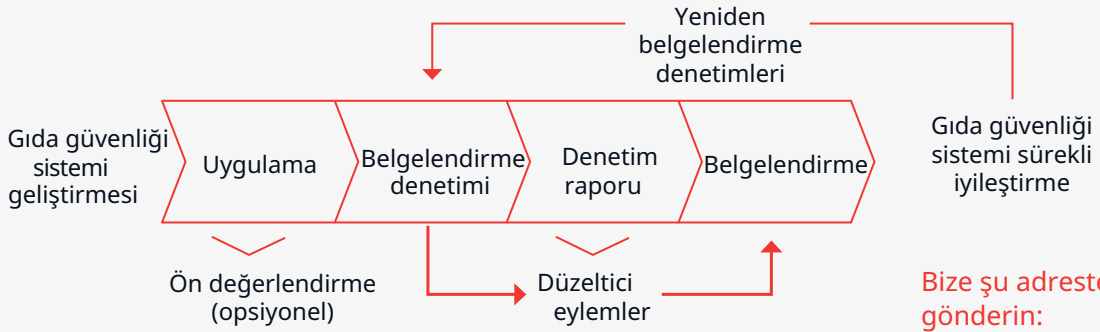 Yeniden
belgelendirme
denetimleri
Gıda güvenliği
sistemi
geliştirmesi
Uygulama
Belgelendirme
denetimi
Denetim
raporu
Belgelendirme
Gıda güvenliği
sistemi sürekli
iyileştirme
Ön değerlendirme
(opsiyonel)
Düzeltici
eylemler
Bize şu adreste
gönderin: